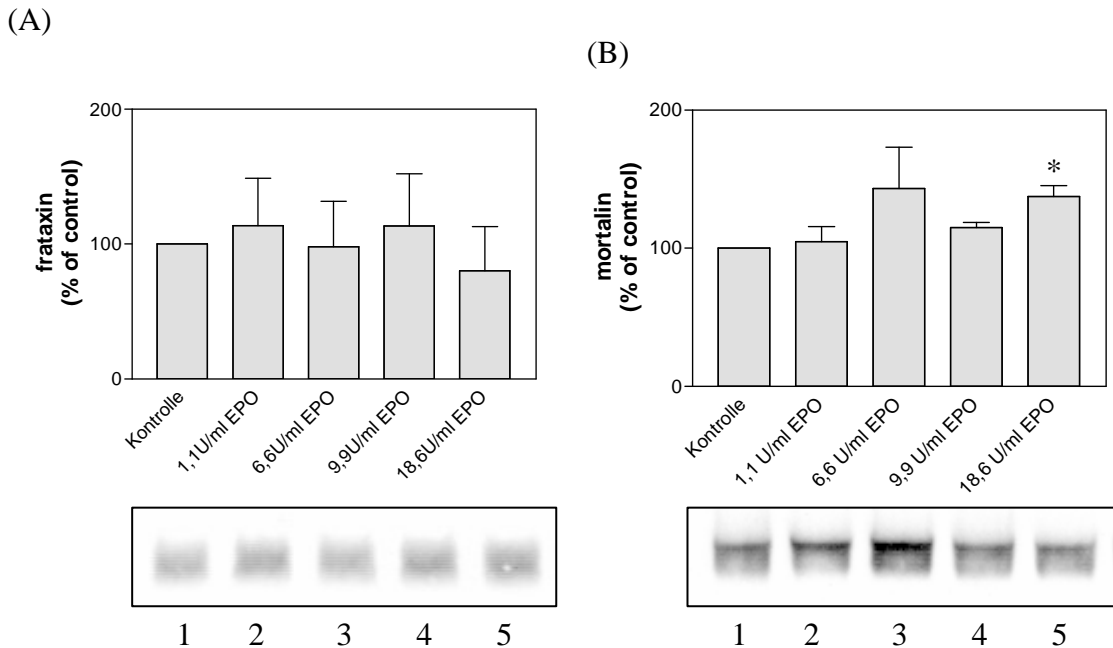 (A)
frataxin
(% of control)
200
100
0
Kontrolle
1,1U/ml EPO
6,6U/ml EPO
9,9U/ml EPO
18,6U/ml EPO
1 2 3 4 5
(B)
mortalin
(% of control)
200
100
0
*
Kontrolle
1,1 U/ml EPO
6,6 U/ml EPO
9,9 U/ml EPO
18,6 U/ml EPO
1 2 3 4 5